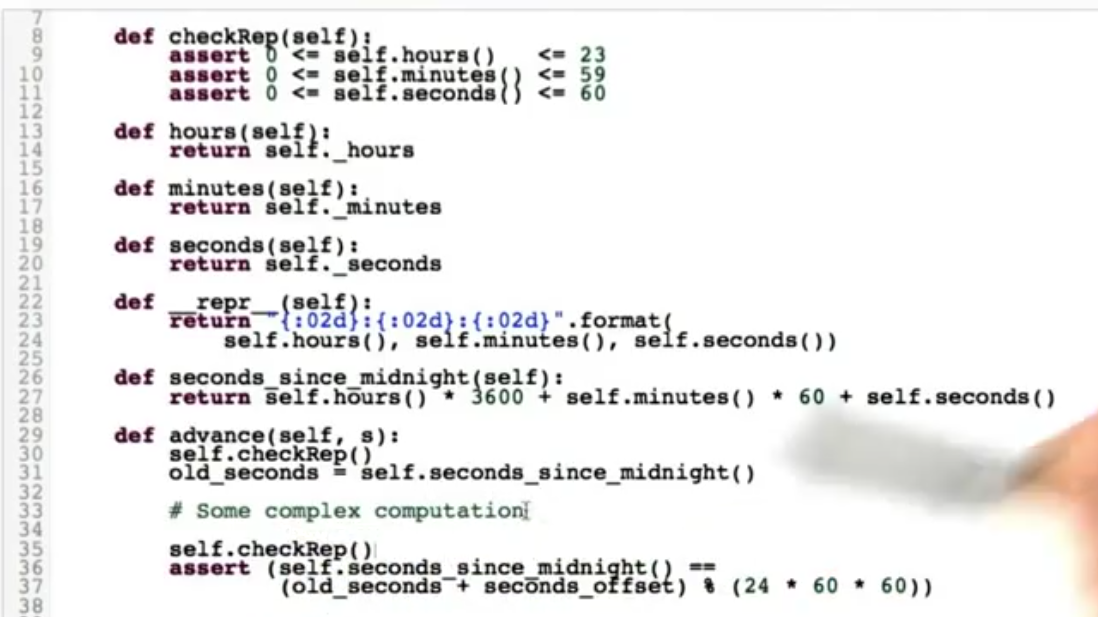 7
8 def checkRep(self):
9 assert 0 <= self.hours() <= 23
10 assert 0 <= self.minutes() <= 59
11 assert 0 <= self.seconds() <= 60
12
13 def hours(self):
14 return self._hours
15
16 def minutes(self):
17 return self._minutes
18
19 def seconds(self):
20 return self._seconds
21
22 def __repr__(self):
23 return "{:02d}:{:02d}:{:02d}".format(
24 self.hours(), self.minutes(), self.seconds())
25
26 def seconds_since_midnight(self):
27 return self.hours() * 3600 + self.minutes() * 60 + self.seconds()
28
29 def advance(self, s):
30 self.checkRep()
31 old_seconds = self.seconds_since_midnight()
32
33 # Some complex computation
34
35 self.checkRep()
36 assert (self.seconds_since_midnight() ==
37 (old_seconds + seconds_offset) % (24 * 60 * 60))
38